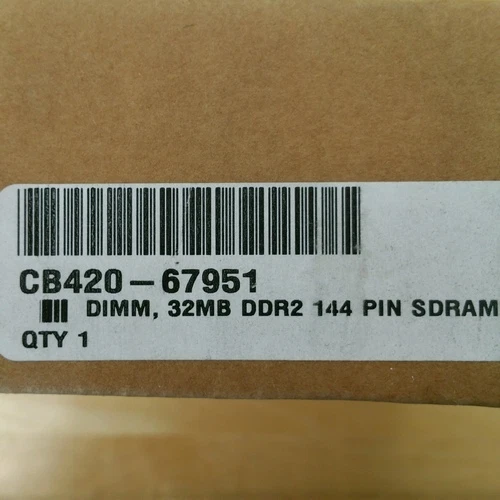 CB420-67951
DIMM, 32MB DDR2 144 PIN SDRAM
QTY 1